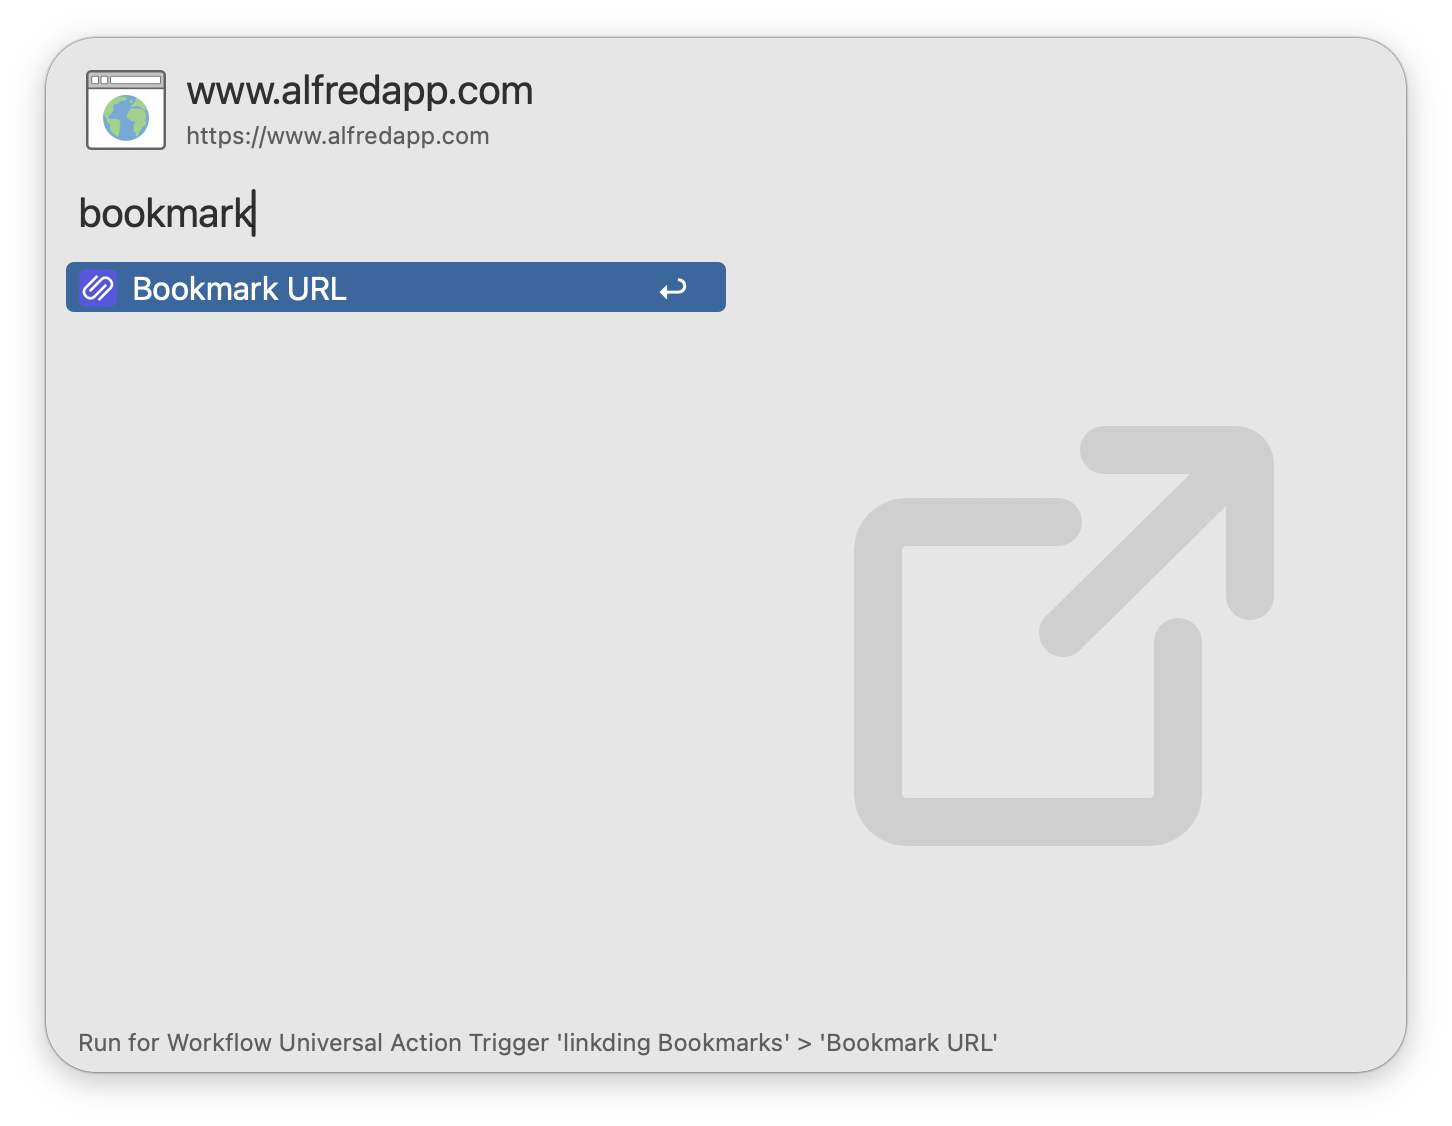 www.alfredapp.com
https://www.alfredapp.com
bookmark
Bookmark URL
Run for Workflow Universal Action Trigger 'linkding Bookmarks' > 'Bookmark URL'